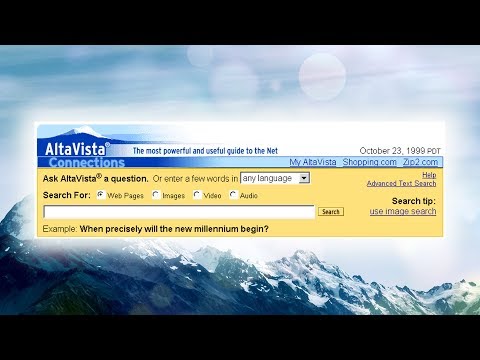 AltaVista® The most powerful and useful guide to the Net October 23, 1999 PDT
Connections My AltaVista Shopping.com Zip2.com
Ask AltaVista® a question. Or enter a few words in any language Help
Advanced Text Search
Search For: Web Pages Images Video Audio
Search tip:
Search use image search
Example: When precisely will the new millennium begin?